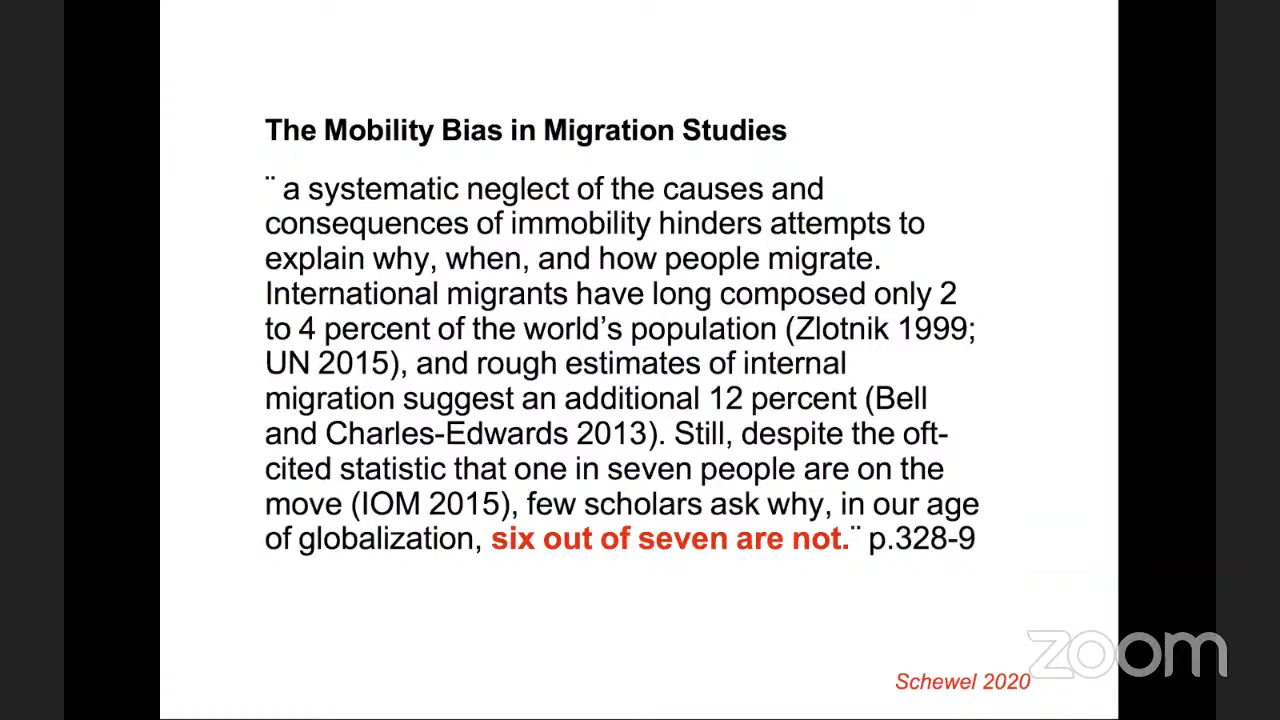 The Mobility Bias in Migration Studies
¨ a systematic neglect of the causes and
consequences of immobility hinders attempts to
explain why, when, and how people migrate.
International migrants have long composed only 2
to 4 percent of the world’s population (Zlotnik 1999;
UN 2015), and rough estimates of internal
migration suggest an additional 12 percent (Bell
and Charles-Edwards 2013). Still, despite the oft-
cited statistic that one in seven people are on the
move (IOM 2015), few scholars ask why, in our age
of globalization, six out of seven are not.¨ p.328-9
zoom
Schewel 2020